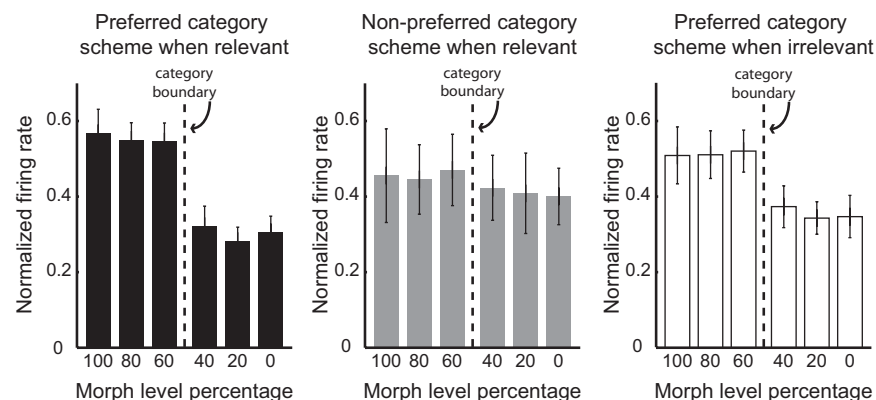 Preferred category
scheme when relevant
category
boundary
Normalized firing rate
0.6
0.4
0.2
0
100 80 60 40 20 0
Morph level percentage
Non-preferred category
scheme when relevant
category
boundary
Normalized firing rate
0.6
0.4
0.2
0
100 80 60 40 20 0
Morph level percentage
Preferred category
scheme when irrelevant
category
boundary
Normalized firing rate
0.6
0.4
0.2
0
100 80 60 40 20 0
Morph level percentage